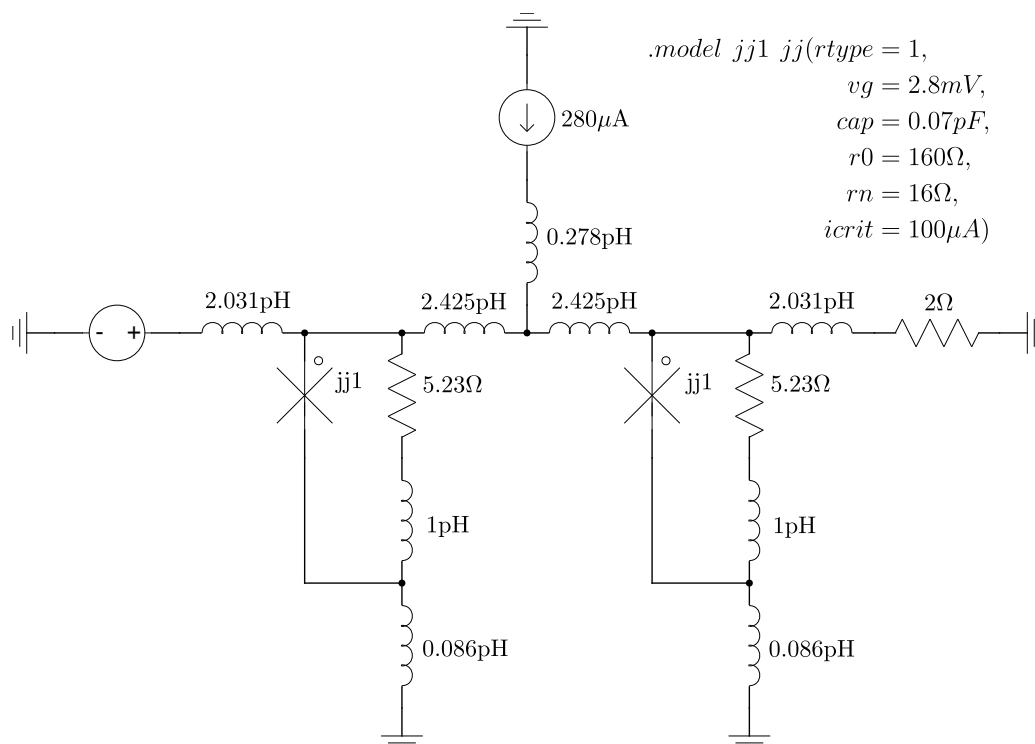 .model jj1 jj(rtype = 1,
vg = 2.8mV,
cap = 0.07pF,
r0 = 160Ω,
rn = 16Ω,
icrit = 100μA)
280μA
0.278pH
2.031pH
2.425pH
2.425pH
2.031pH
2Ω
- +
jj1
5.23Ω
jj1
5.23Ω
1pH
1pH
0.086pH
0.086pH